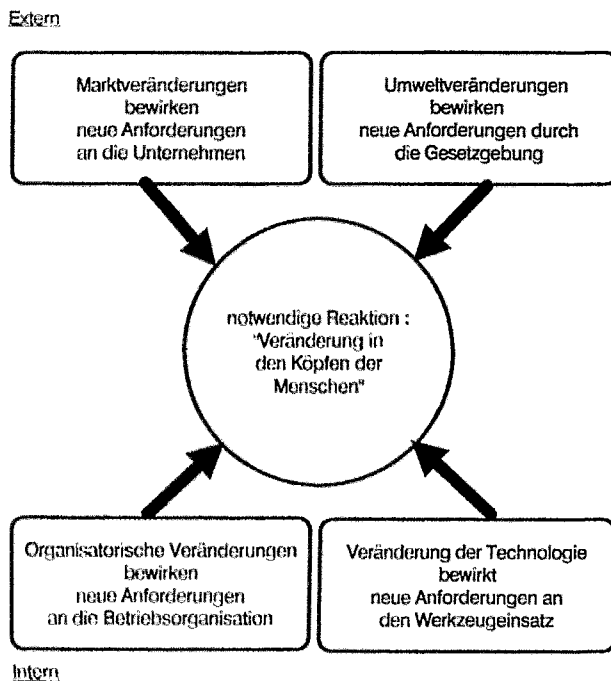 Extern
Marktveränderungen
bewirken
neue Anforderungen
an die Unternehmen
Umweltveränderungen
bewirken
neue Anforderungen durch
die Gesetzgebung
notwendige Reaktion :
"Veränderung in
den Köpfen der
Menschen"
Organisatorische Veränderungen
bewirken
neue Anforderungen
an die Betriebsorganisation
Veränderung der Technologie
bewirkt
neue Anforderungen an
den Werkzeugeinsatz
Intern